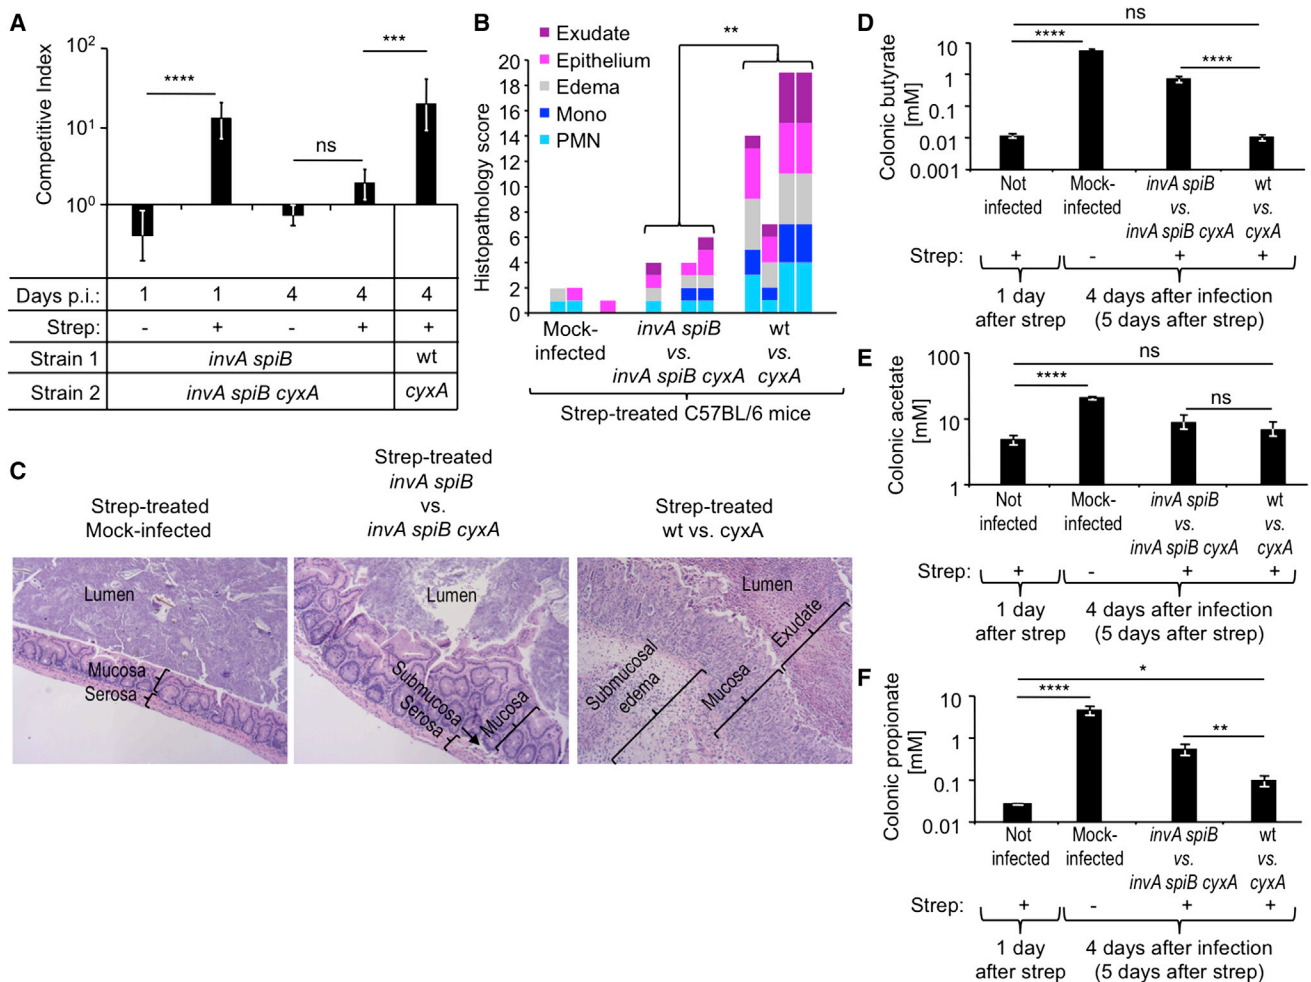 A
Competitive Index
10²
10¹
10⁰
****
ns
***
Days p.i.: 1 1 4 4 4
Strep: - + - + +
Strain 1 invA spiB wt
Strain 2 invA spiB cyxA cyxA
B
Exudate
Epithelium
Edema
Mono
PMN
**
Histopathology score
20
18
16
14
12
10
8
6
4
2
0
Mock-
infected
invA spiB
vs.
invA spiB cyxA
wt
vs.
cyxA
Strep-treated C57BL/6 mice
C
Strep-treated
Mock-infected
Strep-treated
invA spiB
vs.
invA spiB cyxA
Strep-treated
wt vs. cyxA
Lumen
Mucosa
Serosa
Lumen
Submucosa
Serosa
Mucosa
Lumen
Exudate
Mucosa
Submucosal
edema
D
Colonic butyrate
[mM]
10
1
0.1
0.01
0.001
ns
****
****
Not
infected
Mock-
infected
invA spiB
vs.
invA spiB cyxA
wt
vs.
cyxA
Strep: + - + +
1 day
after strep
4 days after infection
(5 days after strep)
E
Colonic acetate
[mM]
100
10
1
ns
****
ns
Not
infected
Mock-
infected
invA spiB
vs.
invA spiB cyxA
wt
vs.
cyxA
Strep: + - + +
1 day
after strep
4 days after infection
(5 days after strep)
F
Colonic propionate
[mM]
10
1
0.1
0.01
*
****
**
Not
infected
Mock-
infected
invA spiB
vs.
invA spiB cyxA
wt
vs.
cyxA
Strep: + - + +
1 day
after strep
4 days after infection
(5 days after strep)